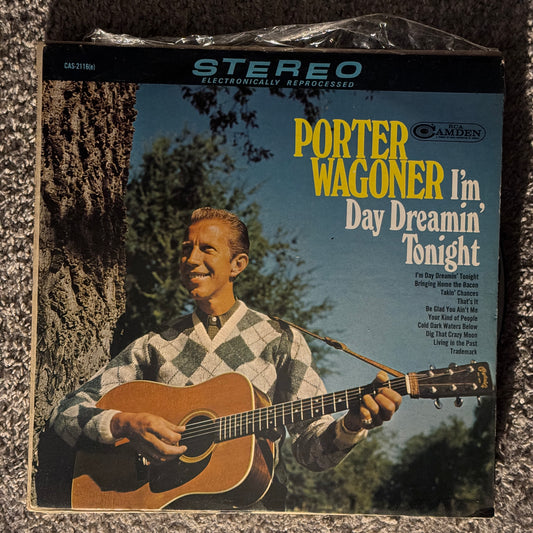 CAS-2116(e)
STEREO
ELECTRONICALLY REPROCESSED
RCA
CAMDEN
PORTER
WAGONER I'm
Day Dreamin'
Tonight
I'm Day Dreamin' Tonight
Bringing Home the Bacon
Takin' Chances
That's It
Be Glad You Ain't Me
Your Kind of People
Cold Dark Waters Below
Dig That Crazy Moon
Living in the Past
Trademark